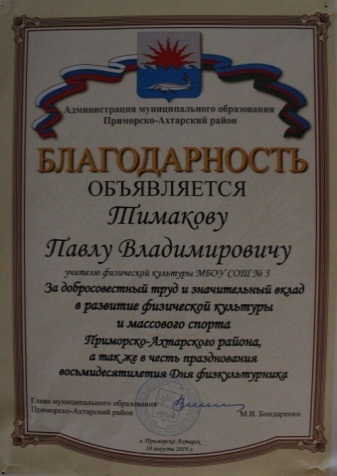 Администрация муниципального образования
Приморско-Ахтарский район
БЛАГОДАРНОСТЬ
ОБЪЯВЛЯЕТСЯ
Тимакову
Павлу Владимировичу
учителю физической культуры МБОУ СОШ № 5
За добросовестный труд и значительный вклад
в развитие физической культуры
и массового спорта
Приморско-Ахтарского района,
а так же в честь празднования
восьмидесятилетия Дня физкультурника
Глава муниципального образования
Приморско-Ахтарский район
М.В. Бондаренко
г. Приморско-Ахтарск
10 августа 2019 г.